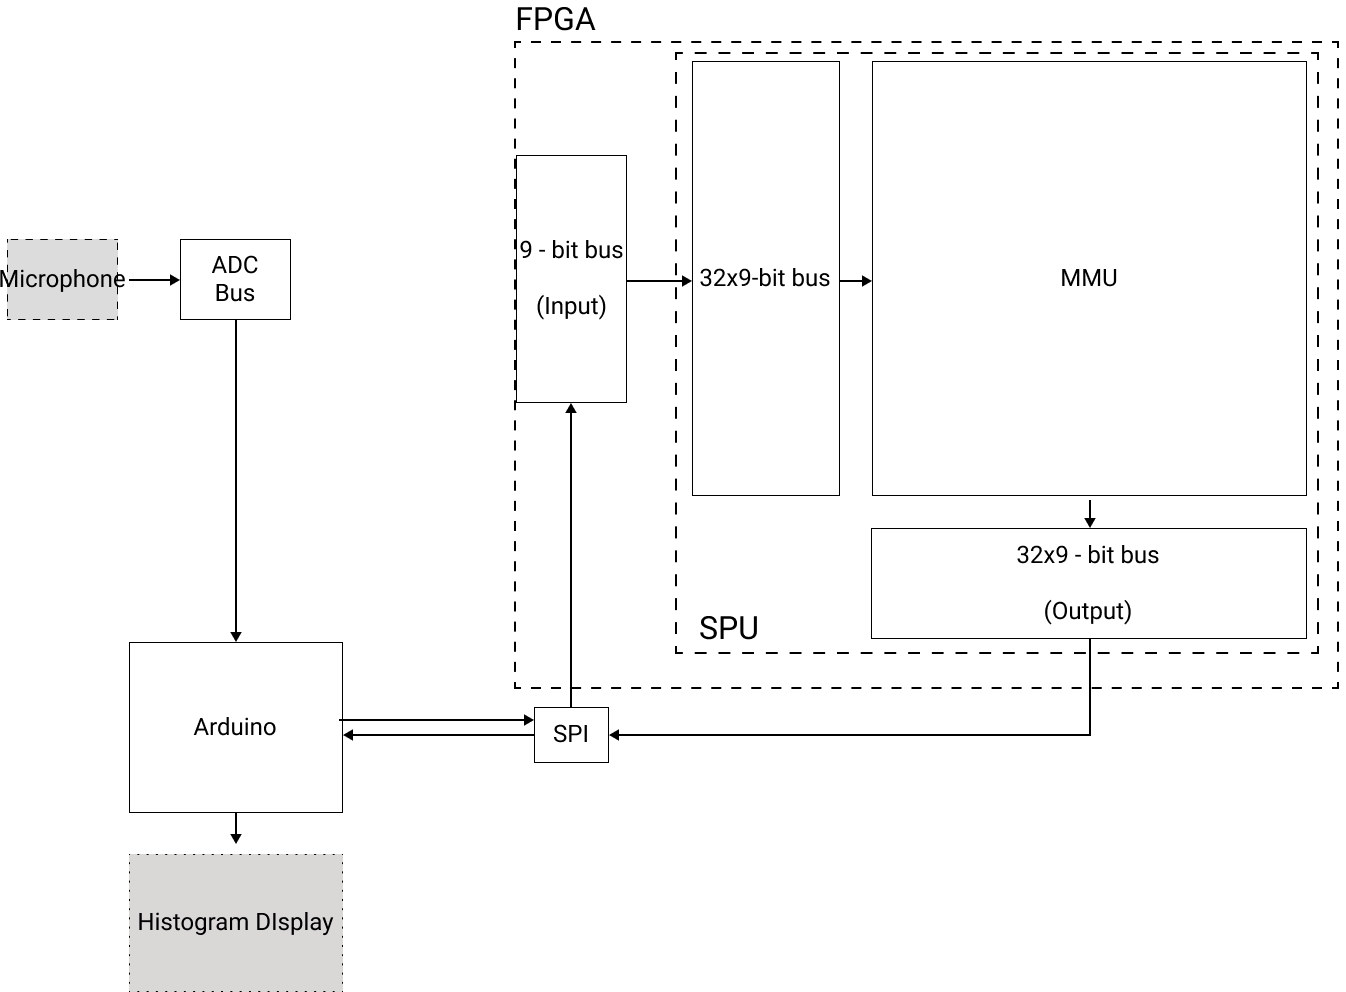 FPGA
9 - bit bus
(Input)
Microphone
ADC
Bus
32x9-bit bus
MMU
32x9 - bit bus
(Output)
SPU
Arduino
SPI
Histogram DIsplay